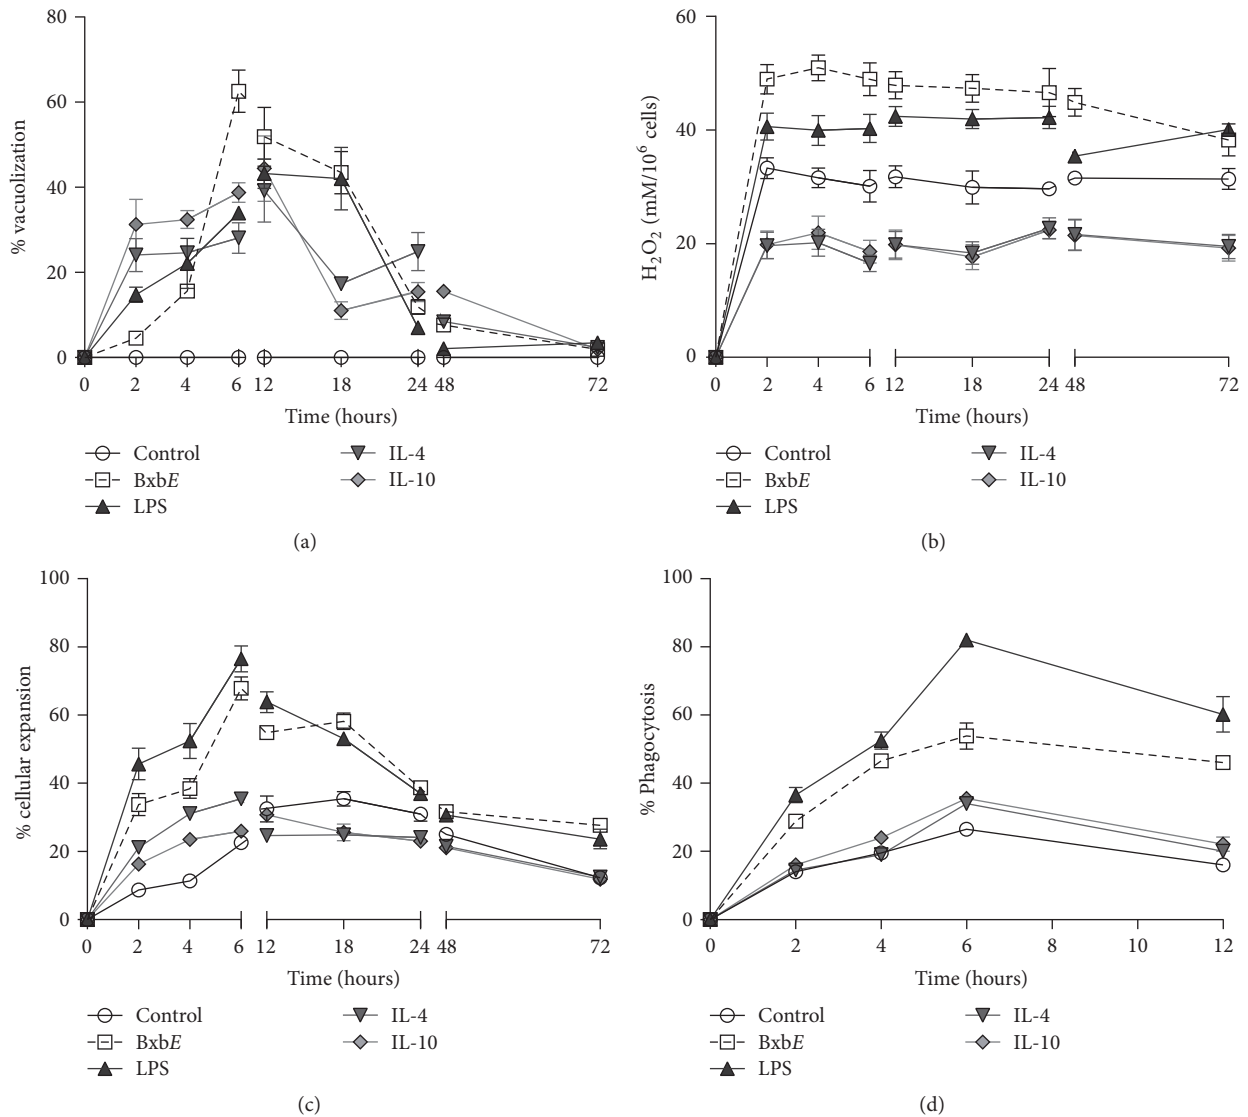 80
60
40
20
0
% vacuolization
0 2 4 6 12 18 24 48 72
Time (hours)
Control
BxbE
LPS
IL-4
IL-10
(a)
60
40
20
0
H₂O₂ (mM/10⁶ cells)
0 2 4 6 12 18 24 48 72
Time (hours)
Control
BxbE
LPS
IL-4
IL-10
(b)
100
80
60
40
20
0
% cellular expansion
0 2 4 6 12 18 24 48 72
Time (hours)
Control
BxbE
LPS
IL-4
IL-10
(c)
100
80
60
40
20
0
% Phagocytosis
0 2 4 6 8 10 12
Time (hours)
Control
BxbE
LPS
IL-4
IL-10
(d)